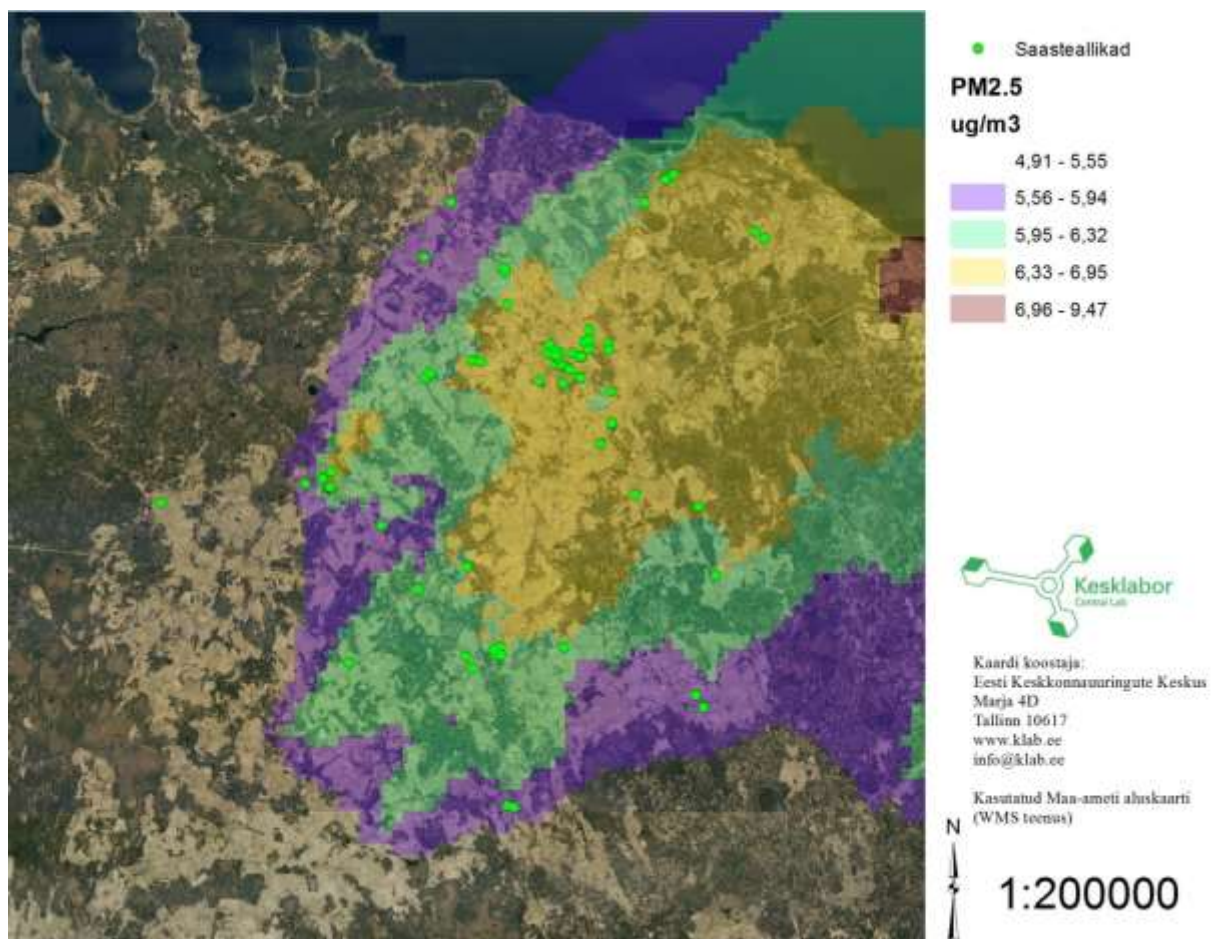 Saasteallikad
PM2.5
ug/m3
4,91 - 5,55
5,56 - 5,94
5,95 - 6,32
6,33 - 6,95
6,96 - 9,47
Kesklabor
Central Lab
Kaardi koostaja:
Eesti Keskkonnauuringute Keskus
Marja 4D
Tallinn 10617
www.klab.ee
info@klab.ee
Kasutatud Maa-ameti aluskaarti
(WMS teenus)
N
1:200000